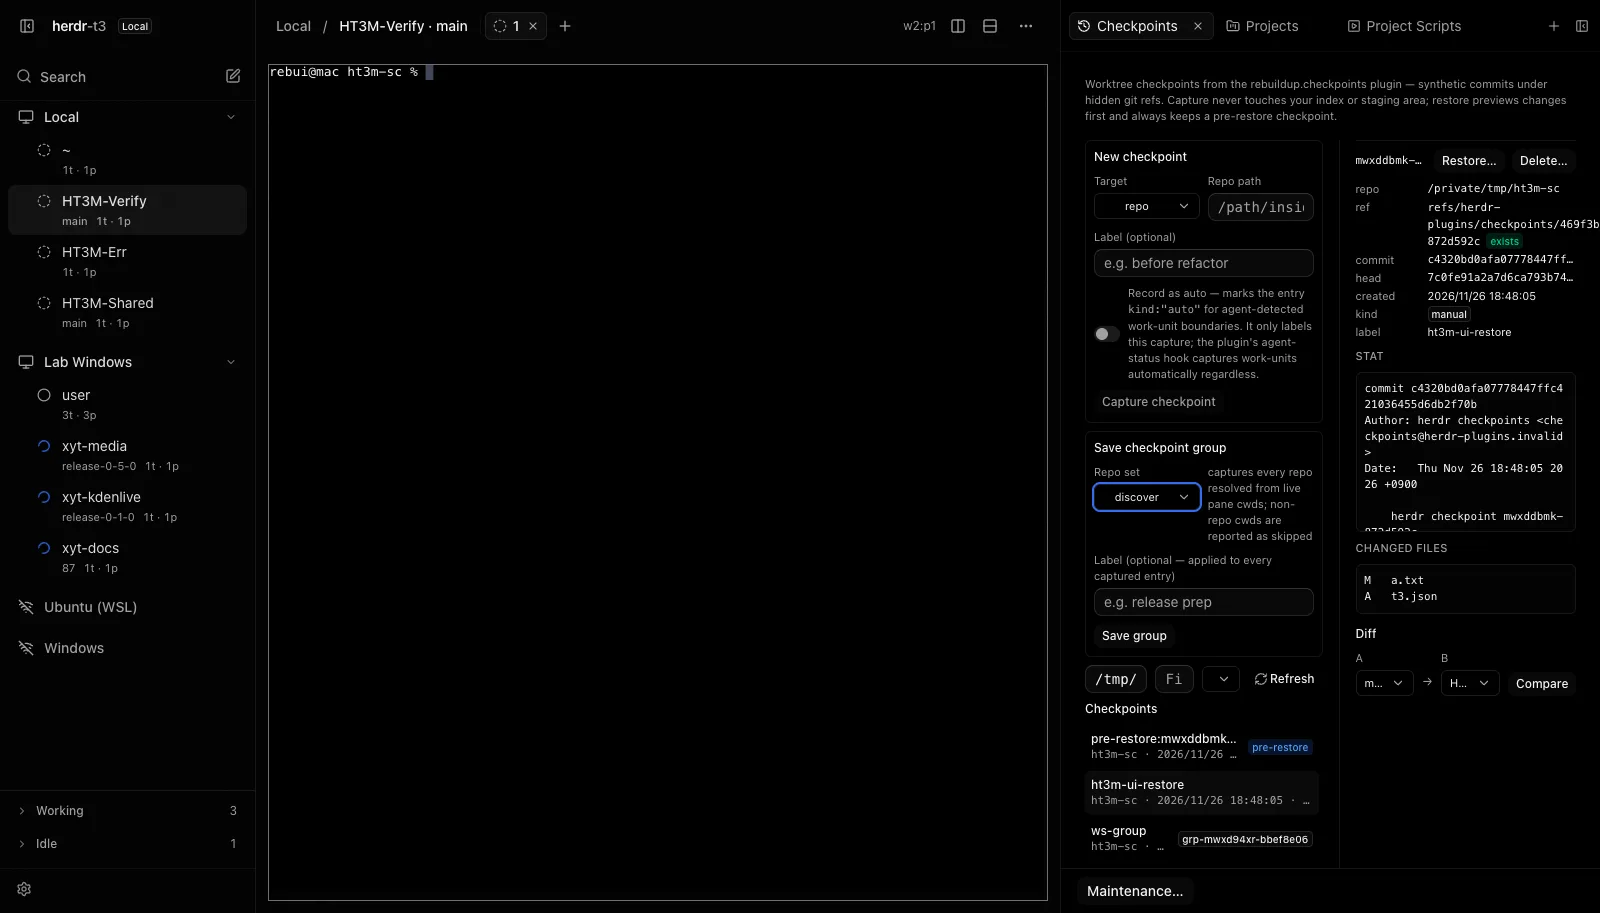 herdr-t3 Local
Search
Local
~
1t · 1p
HT3M-Verify
main 1t · 1p
HT3M-Err
1t · 1p
HT3M-Shared
main 1t · 1p
Lab Windows
user
3t · 3p
xyt-media
release-0-5-0 1t · 1p
xyt-kdenlive
release-0-1-0 1t · 1p
xyt-docs
87 1t · 1p
Ubuntu (WSL)
Windows
Working 3
Idle 1
Local / HT3M-Verify · main 1 × +
w2:p1
rebui@mac ht3m-sc %
Checkpoints × Projects Project Scripts
Worktree checkpoints from the rebuildup.checkpoints plugin — synthetic commits under
hidden git refs. Capture never touches your index or staging area; restore previews changes
first and always keeps a pre-restore checkpoint.
New checkpoint
Target Repo path
repo /path/insi
Label (optional)
e.g. before refactor
Record as auto — marks the entry
kind:"auto" for agent-detected
work-unit boundaries. It only labels
this capture; the plugin's agent-
status hook captures work-units
automatically regardless.
Capture checkpoint
Save checkpoint group
Repo set
discover
captures every repo
resolved from live
pane cwds; non-
repo cwds are
reported as skipped
Label (optional — applied to every
captured entry)
e.g. release prep
Save group
/tmp/ Fi Refresh
Checkpoints
pre-restore:mwxddbmk...
ht3m-sc · 2026/11/26 … pre-restore
ht3m-ui-restore
ht3m-sc · 2026/11/26 18:48:05 · …
ws-group
ht3m-sc · … grp-mwxd94xr-bbef8e06
Maintenance...
mwxddbmk-… Restore... Delete...
repo /private/tmp/ht3m-sc
ref refs/herdr-
plugins/checkpoints/469f3b
872d592c exists
commit c4320bd0afa07778447ff…
head 7c0fe91a2a7d6ca793b74…
created 2026/11/26 18:48:05
kind manual
label ht3m-ui-restore
STAT
commit c4320bd0afa07778447ffc4
21036455d6db2f70b
Author: herdr checkpoints <che
ckpoints@herdr-plugins.invalid
>
Date: Thu Nov 26 18:48:05 20
26 +0900
herdr checkpoint mwxddbmk-
872d592c
CHANGED FILES
M a.txt
A t3.json
Diff
A B
m... → H... Compare